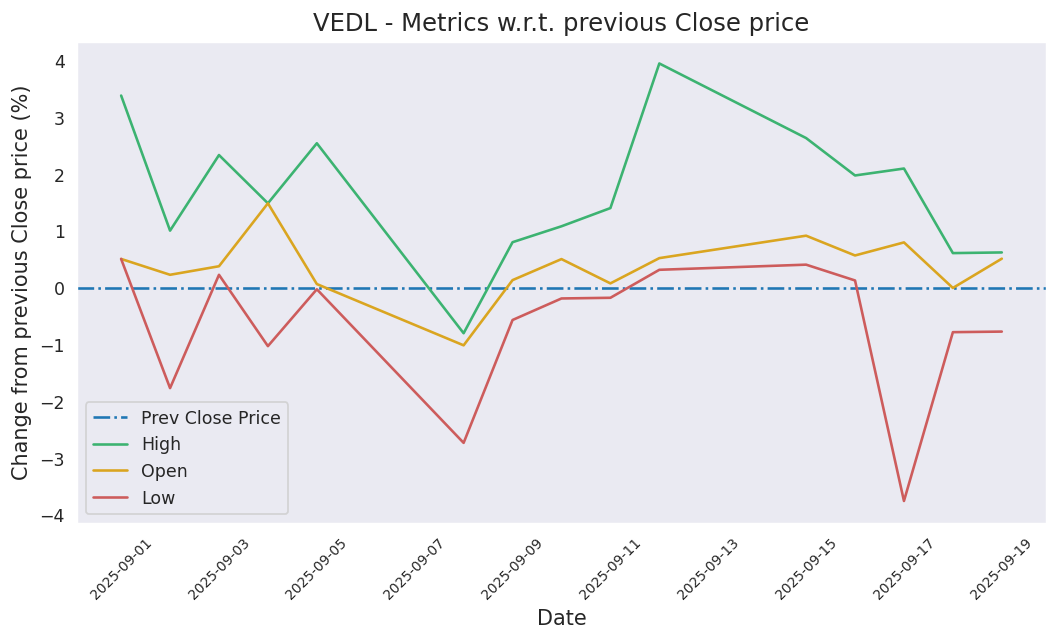 VEDL - Metrics w.r.t. previous Close price
Change from previous Close price (%)
4
3
2
1
0
−1
−2
−3
−4
Prev Close Price
High
Open
Low
2025-09-01
2025-09-03
2025-09-05
2025-09-07
2025-09-09
2025-09-11
2025-09-13
2025-09-15
2025-09-17
2025-09-19
Date